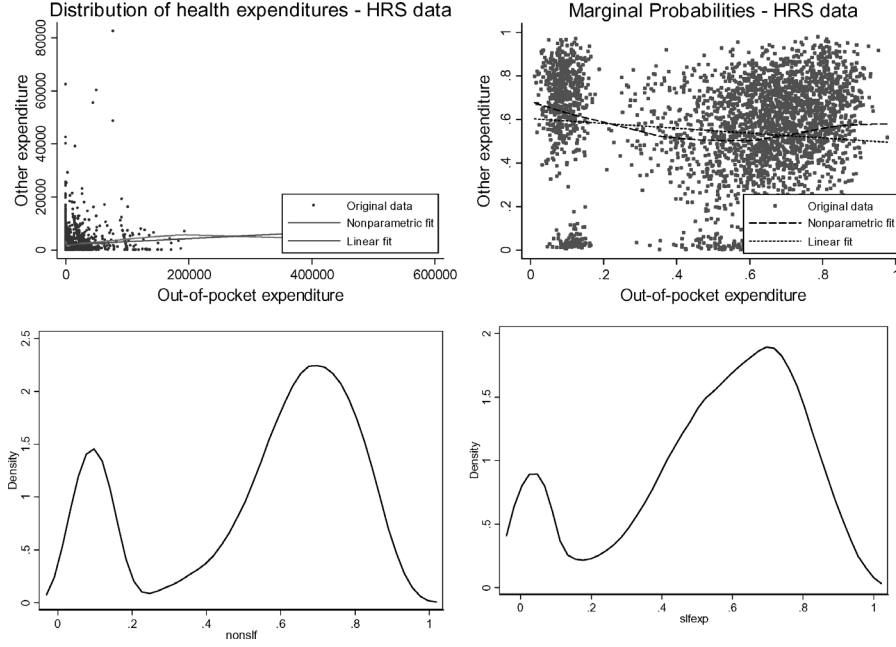 Distribution of health expenditures - HRS data
Other expenditure
80000
60000
40000
20000
0
Original data
Nonparametric fit
Linear fit
0 200000 400000 600000
Out-of-pocket expenditure
Marginal Probabilities - HRS data
Other expenditure
1
.8
.6
.4
.2
0
Original data
Nonparametric fit
Linear fit
0 .2 .4 .6 .8 1
Out-of-pocket expenditure
Density
2.5
2
1.5
1
.5
0
0 .2 .4 .6 .8 1
nonslf
Density
2
1.5
1
.5
0
0 .2 .4 .6 .8 1
slfexp